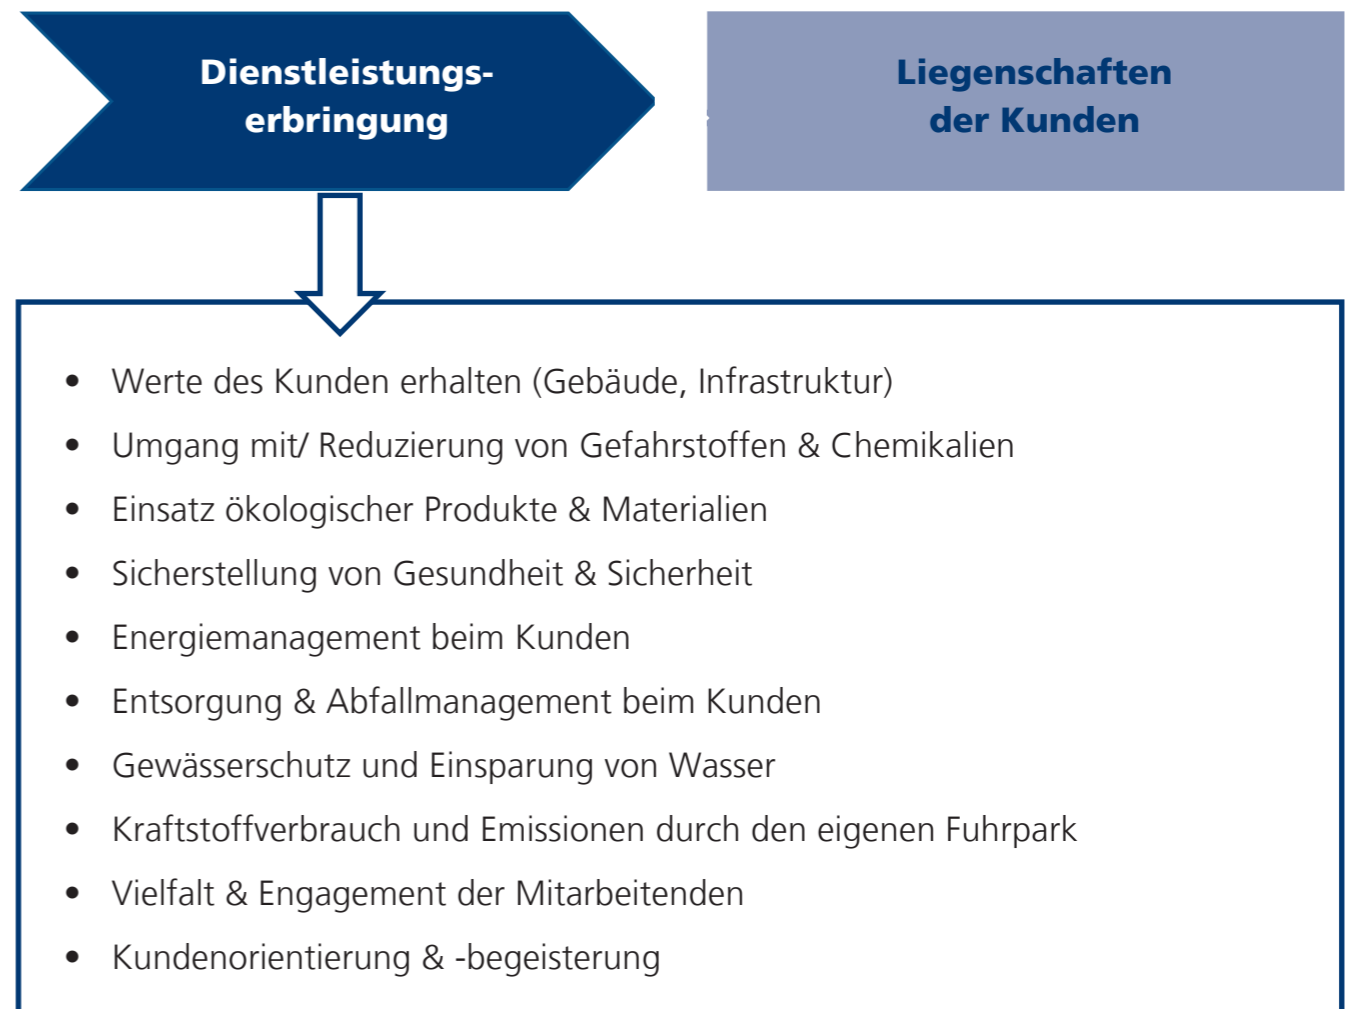 Dienstleistungs-
erbringung
Liegenschaften
der Kunden
• Werte des Kunden erhalten (Gebäude, Infrastruktur)
• Umgang mit/ Reduzierung von Gefahrstoffen & Chemikalien
• Einsatz ökologischer Produkte & Materialien
• Sicherstellung von Gesundheit & Sicherheit
• Energiemanagement beim Kunden
• Entsorgung & Abfallmanagement beim Kunden
• Gewässerschutz und Einsparung von Wasser
• Kraftstoffverbrauch und Emissionen durch den eigenen Fuhrpark
• Vielfalt & Engagement der Mitarbeitenden
• Kundenorientierung & -begeisterung